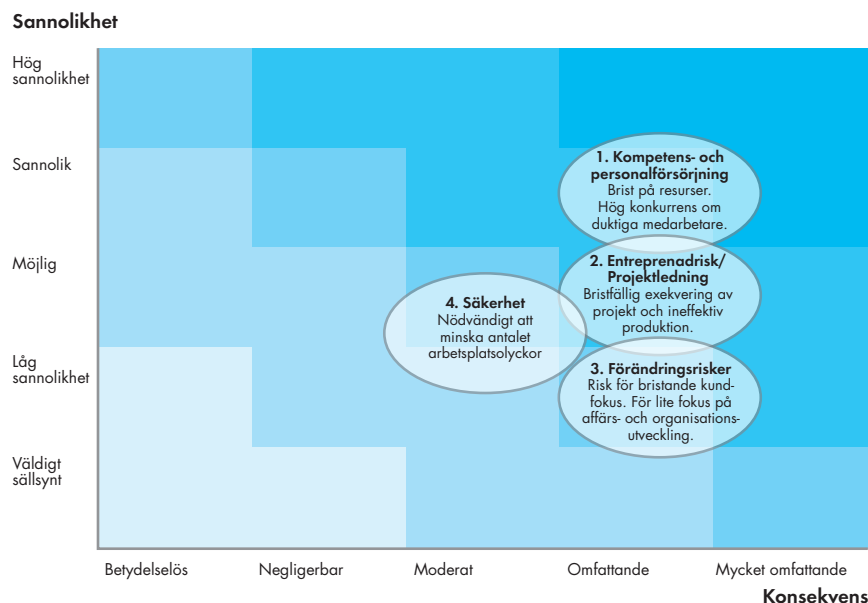 Sannolikhet
Hög
sannolikhet
Sannolik
Möjlig
Låg
sannolikhet
Väldigt
sällsynt
1. Kompetens- och
personalförsörjning
Brist på resurser.
Hög konkurrens om
duktiga medarbetare.
2. Entreprenadrisk/
Projektledning
Bristfällig exekvering av
projekt och ineffektiv
produktion.
4. Säkerhet
Nödvändigt att
minska antalet
arbetsplatsolyckor
3. Förändringsrisker
Risk för bristande kund-
fokus. För lite fokus på
affärs- och organisations-
utveckling.
Betydelselös
Negligerbar
Moderat
Omfattande
Mycket omfattande
Konsekvens